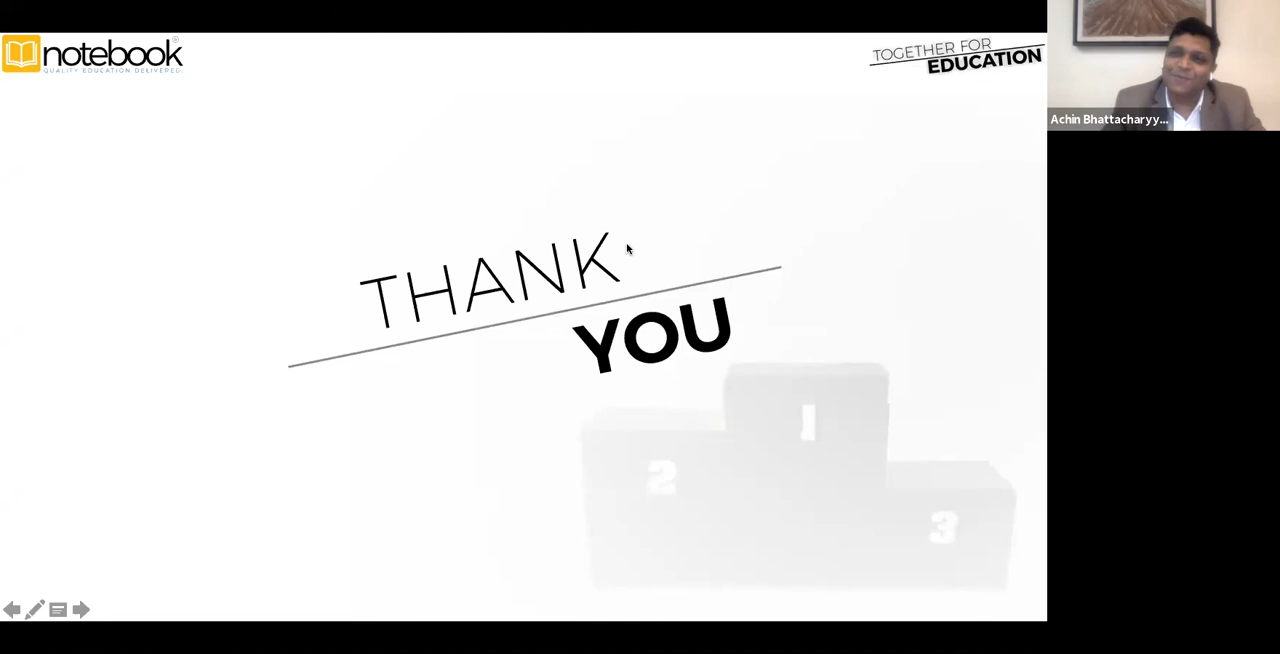 notebook
QUALITY EDUCATION DELIVERED.
TOGETHER FOR
EDUCATION
Achin Bhattacharyy...
THANK
YOU
1
2
3